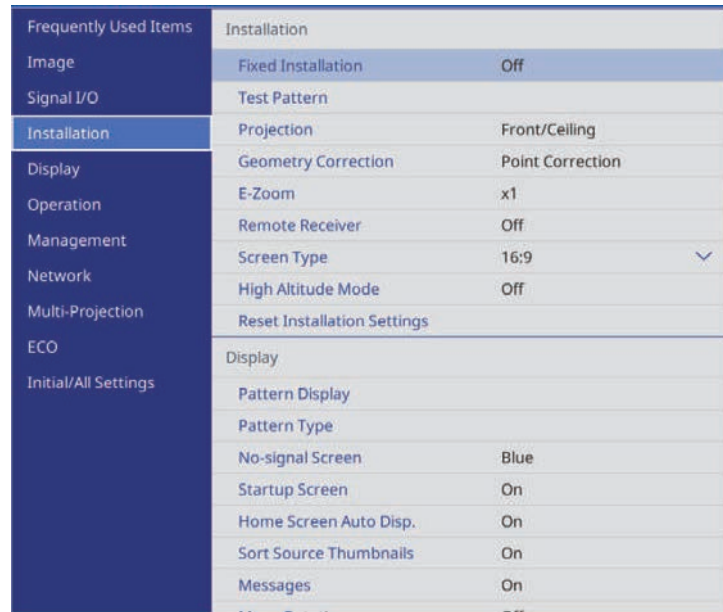 Frequently Used Items
Image
Signal I/O
Installation
Display
Operation
Management
Network
Multi-Projection
ECO
Initial/All Settings
Installation
Fixed Installation Off
Test Pattern
Projection Front/Ceiling
Geometry Correction Point Correction
E-Zoom x1
Remote Receiver Off
Screen Type 16:9
High Altitude Mode Off
Reset Installation Settings
Display
Pattern Display
Pattern Type
No-signal Screen Blue
Startup Screen On
Home Screen Auto Disp. On
Sort Source Thumbnails On
Messages On